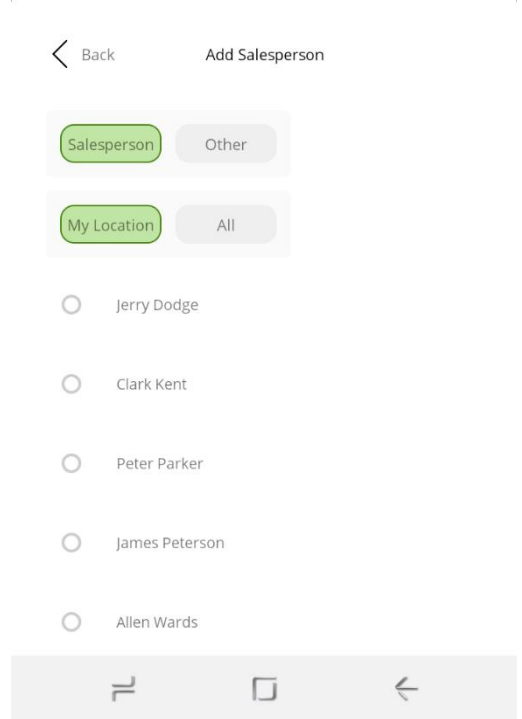 Back Add Salesperson
Salesperson Other
My Location All
Jerry Dodge
Clark Kent
Peter Parker
James Peterson
Allen Wards